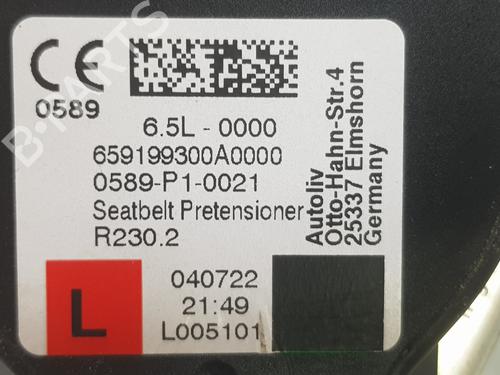 CE
0589
6.5L - 0000
659199300A0000
0589-P1-0021
Seatbelt Pretensioner
R230.2
Autoliv
Otto-Hahn-Str.4
25337 Elmshorn
Germany
L
040722
21:49
L005101
B-PARTS